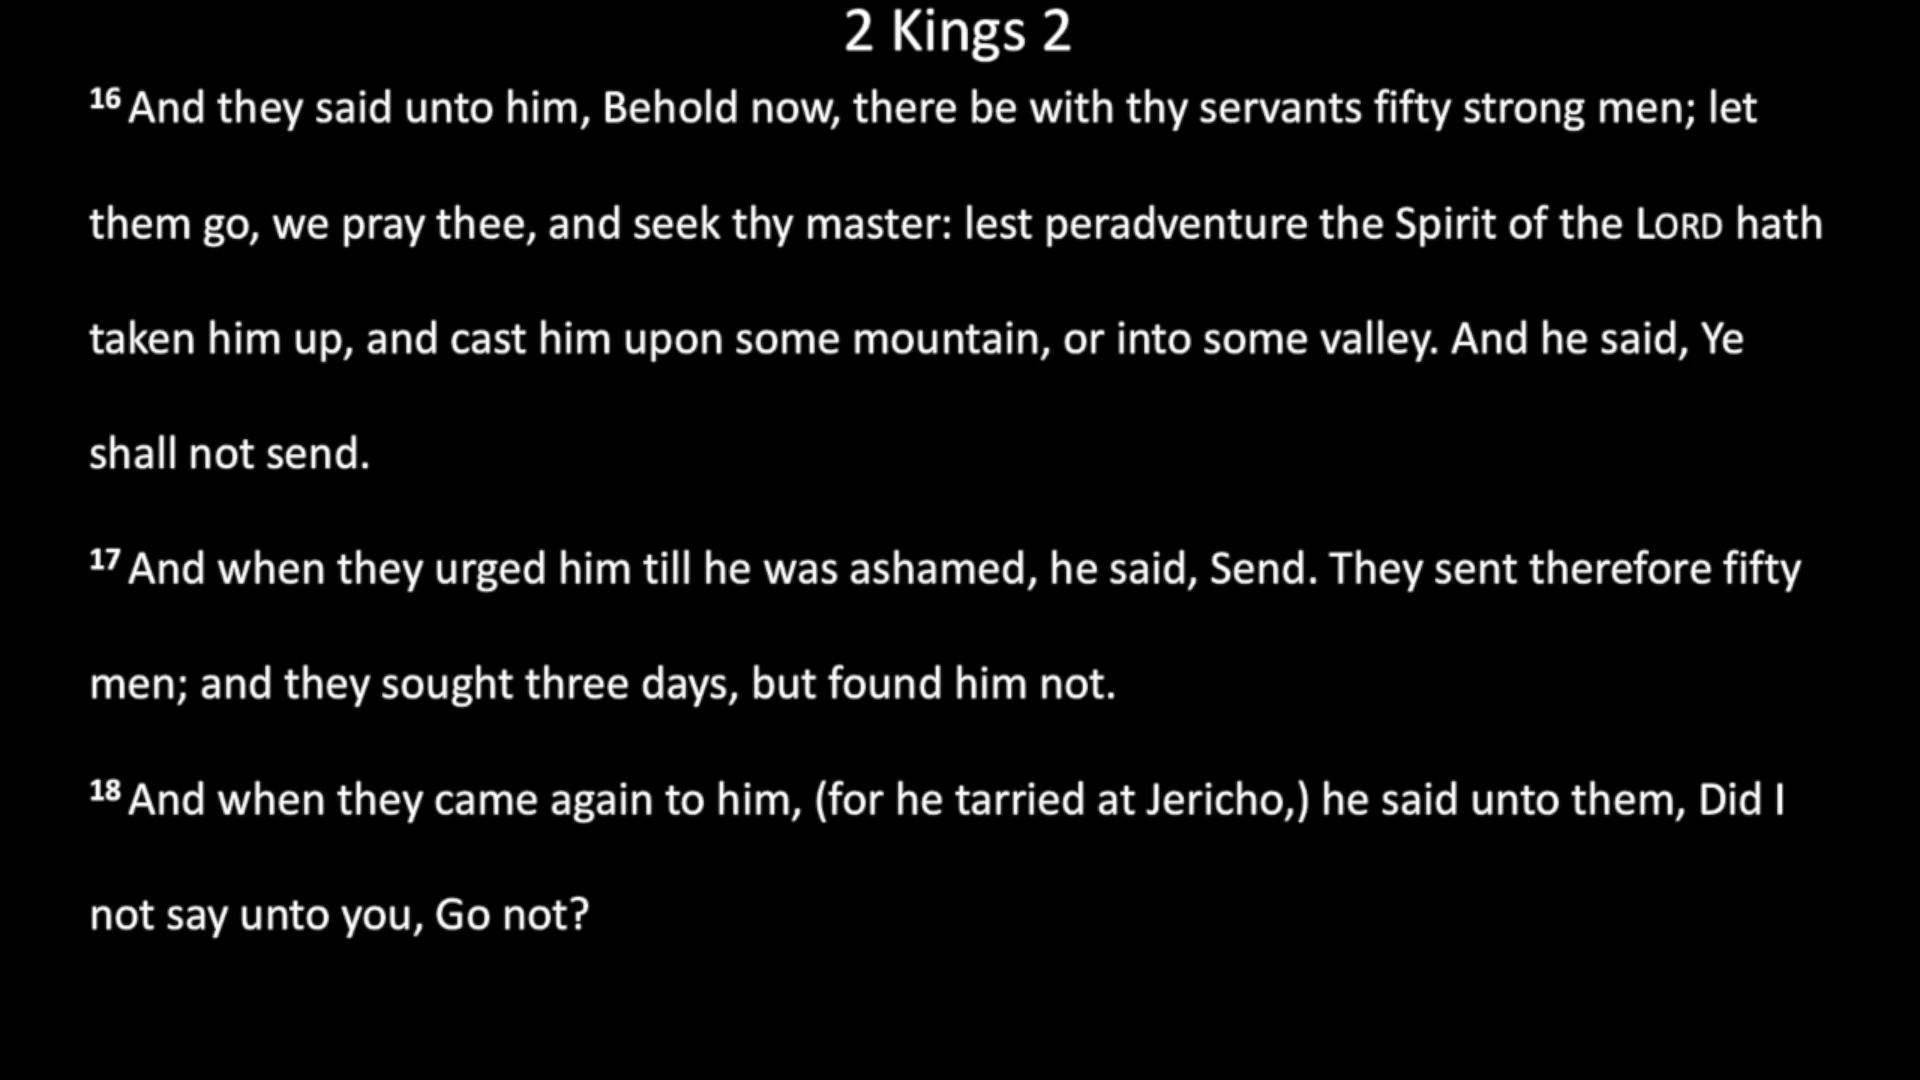 2 Kings 2
16 And they said unto him, Behold now, there be with thy servants fifty strong men; let
them go, we pray thee, and seek thy master: lest peradventure the Spirit of the LORD hath
taken him up, and cast him upon some mountain, or into some valley. And he said, Ye
shall not send.
17 And when they urged him till he was ashamed, he said, Send. They sent therefore fifty
men; and they sought three days, but found him not.
18 And when they came again to him, (for he tarried at Jericho,) he said unto them, Did I
not say unto you, Go not?